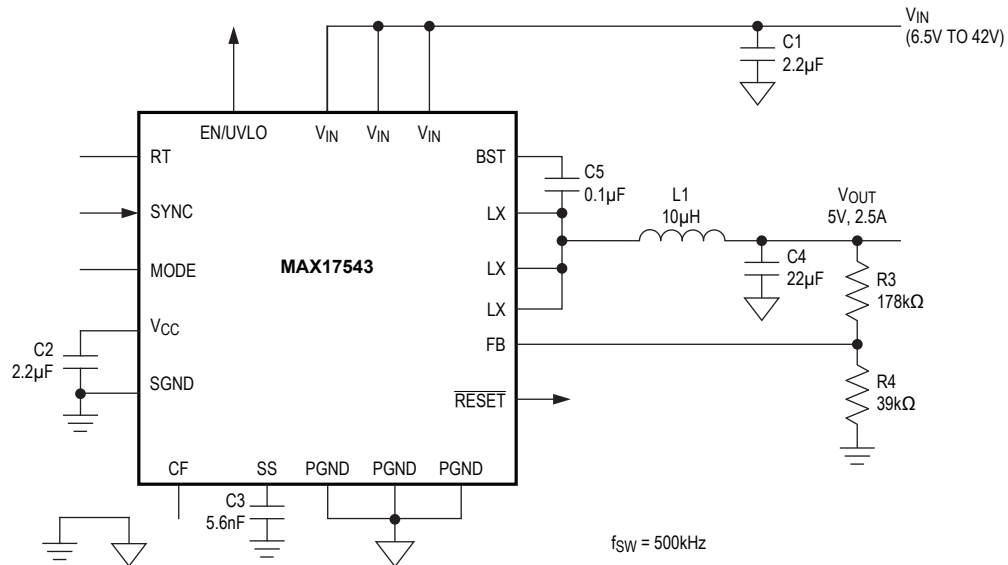 VIN
(6.5V TO 42V)
C1
2.2µF
EN/UVLO
VIN
VIN
VIN
RT
BST
C5
0.1µF
SYNC
LX
L1
10µH
VOUT
5V, 2.5A
MODE
MAX17543
LX
C4
22µF
R3
178kΩ
LX
VCC
C2
2.2µF
FB
SGND
RESET
R4
39kΩ
CF
SS
PGND
PGND
PGND
C3
5.6nF
fSW = 500kHz